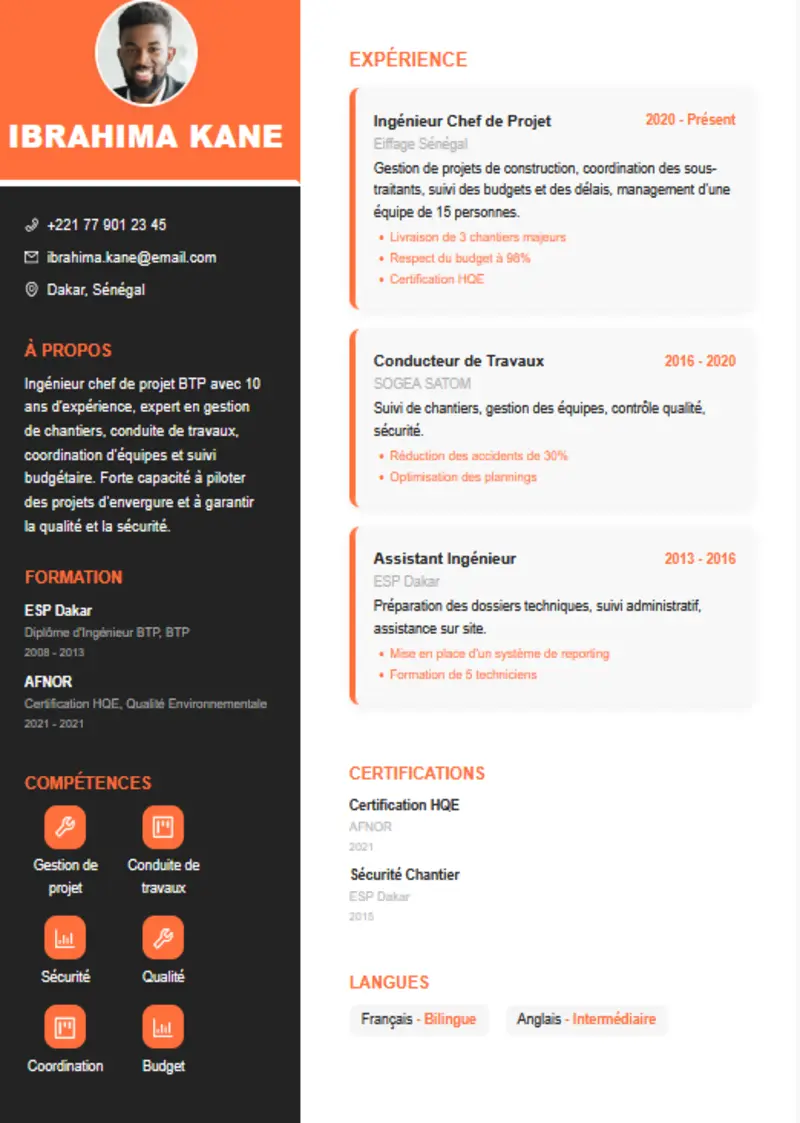 IBRAHIMA KANE
+221 77 901 23 45
ibrahima.kane@email.com
Dakar, Sénégal
À PROPOS
Ingénieur chef de projet BTP avec 10
ans d'expérience, expert en gestion
de chantiers, conduite de travaux,
coordination d'équipes et suivi
budgétaire. Forte capacité à piloter
des projets d'envergure et à garantir
la qualité et la sécurité.
FORMATION
ESP Dakar
Diplôme d'Ingénieur BTP, BTP
2008 - 2013
AFNOR
Certification HQE, Qualité Environnementale
2021 - 2021
COMPÉTENCES
Gestion de
projet
Conduite de
travaux
Sécurité
Qualité
Coordination
Budget
EXPÉRIENCE
Ingénieur Chef de Projet
2020 - Présent
Eiffage Sénégal
Gestion de projets de construction, coordination des sous-
traitants, suivi des budgets et des délais, management d'une
équipe de 15 personnes.
• Livraison de 3 chantiers majeurs
• Respect du budget à 98%
• Certification HQE
Conducteur de Travaux
2016 - 2020
SOGEA SATOM
Suivi de chantiers, gestion des équipes, contrôle qualité,
sécurité.
• Réduction des accidents de 30%
• Optimisation des plannings
Assistant Ingénieur
2013 - 2016
ESP Dakar
Préparation des dossiers techniques, suivi administratif,
assistance sur site.
• Mise en place d'un système de reporting
• Formation de 5 techniciens
CERTIFICATIONS
Certification HQE
AFNOR
2021
Sécurité Chantier
ESP Dakar
2015
LANGUES
Français - Bilingue
Anglais - Intermédiaire